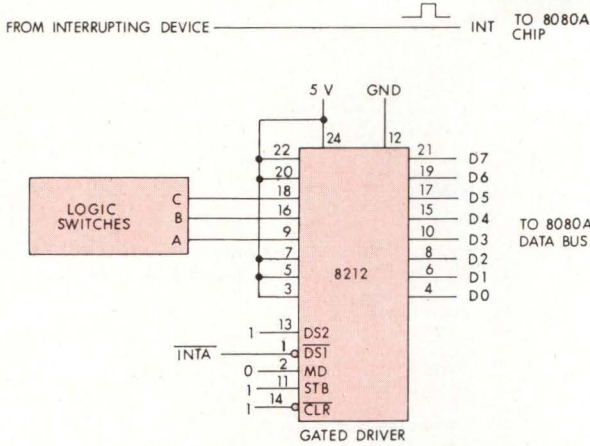 FROM INTERRUPTING DEVICE INT TO 8080A
CHIP
5 V GND
24 12
22 21 D7
20 19 D6
LOGIC SWITCHES C 18 17 D5
B 16 15 D4
A 9 10 D3
TO 8080A
DATA BUS
7 8 D2
5 8212 6 D1
3 4 D0
1 13 DS2
INTA 1 DS1
0 2 MD
1 11 STB
1 14 CLR
GATED DRIVER